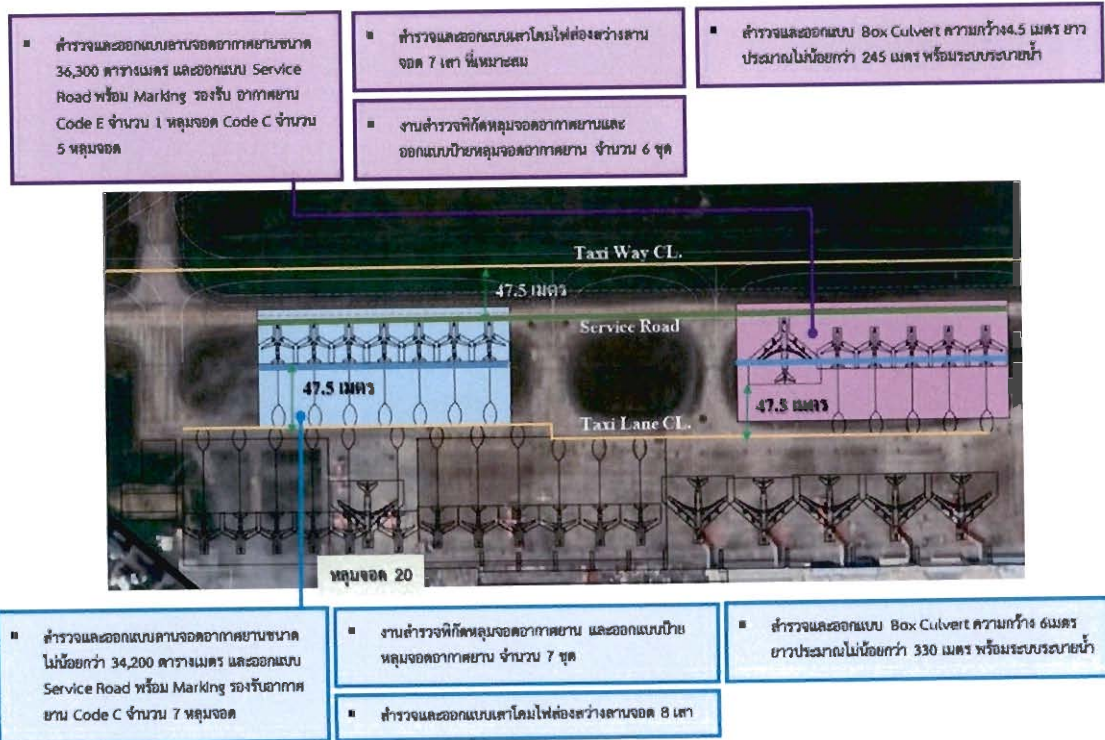 ▪ สำรวจและออกแบบลานจอดอากาศยานขนาด
36,300 ตารางเมตร และออกแบบ Service
Road พร้อม Marking รองรับ อากาศยาน
Code E จำนวน 1 หลุมจอด Code C จำนวน
5 หลุมจอด
▪ สำรวจและออกแบบเสาโคมไฟส่องสว่างลาน
จอด 7 เสา ที่เหมาะสม
▪ งานสำรวจพิกัดหลุมจอดอากาศยานและ
ออกแบบป้ายหลุมจอดอากาศยาน จำนวน 6 ชุด
▪ สำรวจและออกแบบ Box Culvert ความกว้าง4.5 เมตร ยาว
ประมาณไม่น้อยกว่า 245 เมตร พร้อมระบบระบายน้ำ
Taxi Way CL.
47.5 เมตร
Service Road
47.5 เมตร
47.5 เมตร
Taxi Lane CL.
หลุมจอด 20
▪ สำรวจและออกแบบลานจอดอากาศยานขนาด
ไม่น้อยกว่า 34,200 ตารางเมตร และออกแบบ
Service Road พร้อม Marking รองรับอากาศ
ยาน Code C จำนวน 7 หลุมจอด
▪ งานสำรวจพิกัดหลุมจอดอากาศยาน และออกแบบป้าย
หลุมจอดอากาศยาน จำนวน 7 ชุด
▪ สำรวจและออกแบบเสาโคมไฟส่องสว่างลานจอด 8 เสา
▪ สำรวจและออกแบบ Box Culvert ความกว้าง 6เมตร
ยาวประมาณไม่น้อยกว่า 330 เมตร พร้อมระบบระบายน้ำ